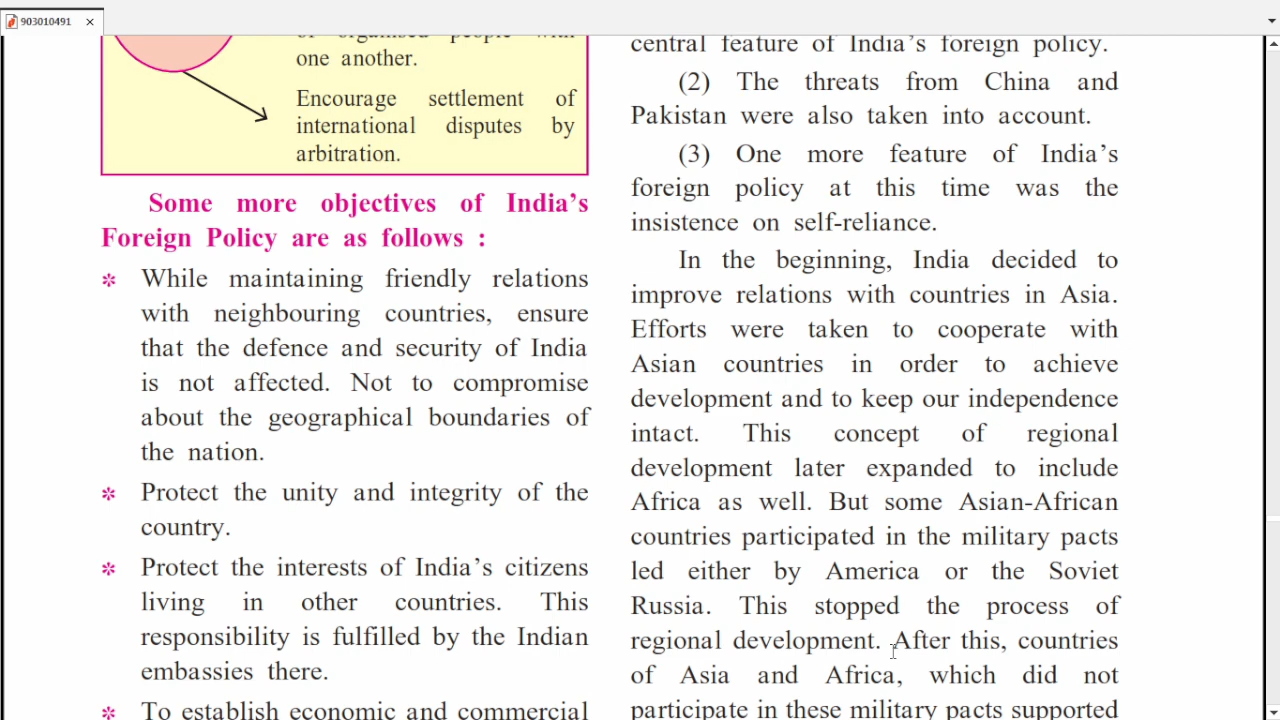 903010491
of organised people with
one another.
Encourage settlement of
international disputes by
arbitration.
Some more objectives of India's
Foreign Policy are as follows :
* While maintaining friendly relations
with neighbouring countries, ensure
that the defence and security of India
is not affected. Not to compromise
about the geographical boundaries of
the nation.
* Protect the unity and integrity of the
country.
* Protect the interests of India's citizens
living in other countries. This
responsibility is fulfilled by the Indian
embassies there.
* To establish economic and commercial
central feature of India's foreign policy.
(2) The threats from China and
Pakistan were also taken into account.
(3) One more feature of India's
foreign policy at this time was the
insistence on self-reliance.
In the beginning, India decided to
improve relations with countries in Asia.
Efforts were taken to cooperate with
Asian countries in order to achieve
development and to keep our independence
intact. This concept of regional
development later expanded to include
Africa as well. But some Asian-African
countries participated in the military pacts
led either by America or the Soviet
Russia. This stopped the process of
regional development. After this, countries
of Asia and Africa, which did not
participate in these military pacts supported